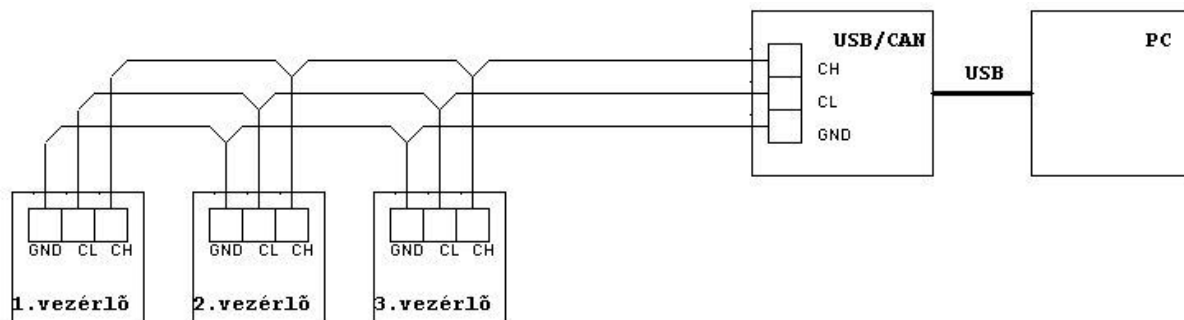 USB/CAN
PC
CH
USB
CL
GND
GND CL CH
GND CL CH
GND CL CH
1.vezérlõ
2.vezérlõ
3.vezérlõ